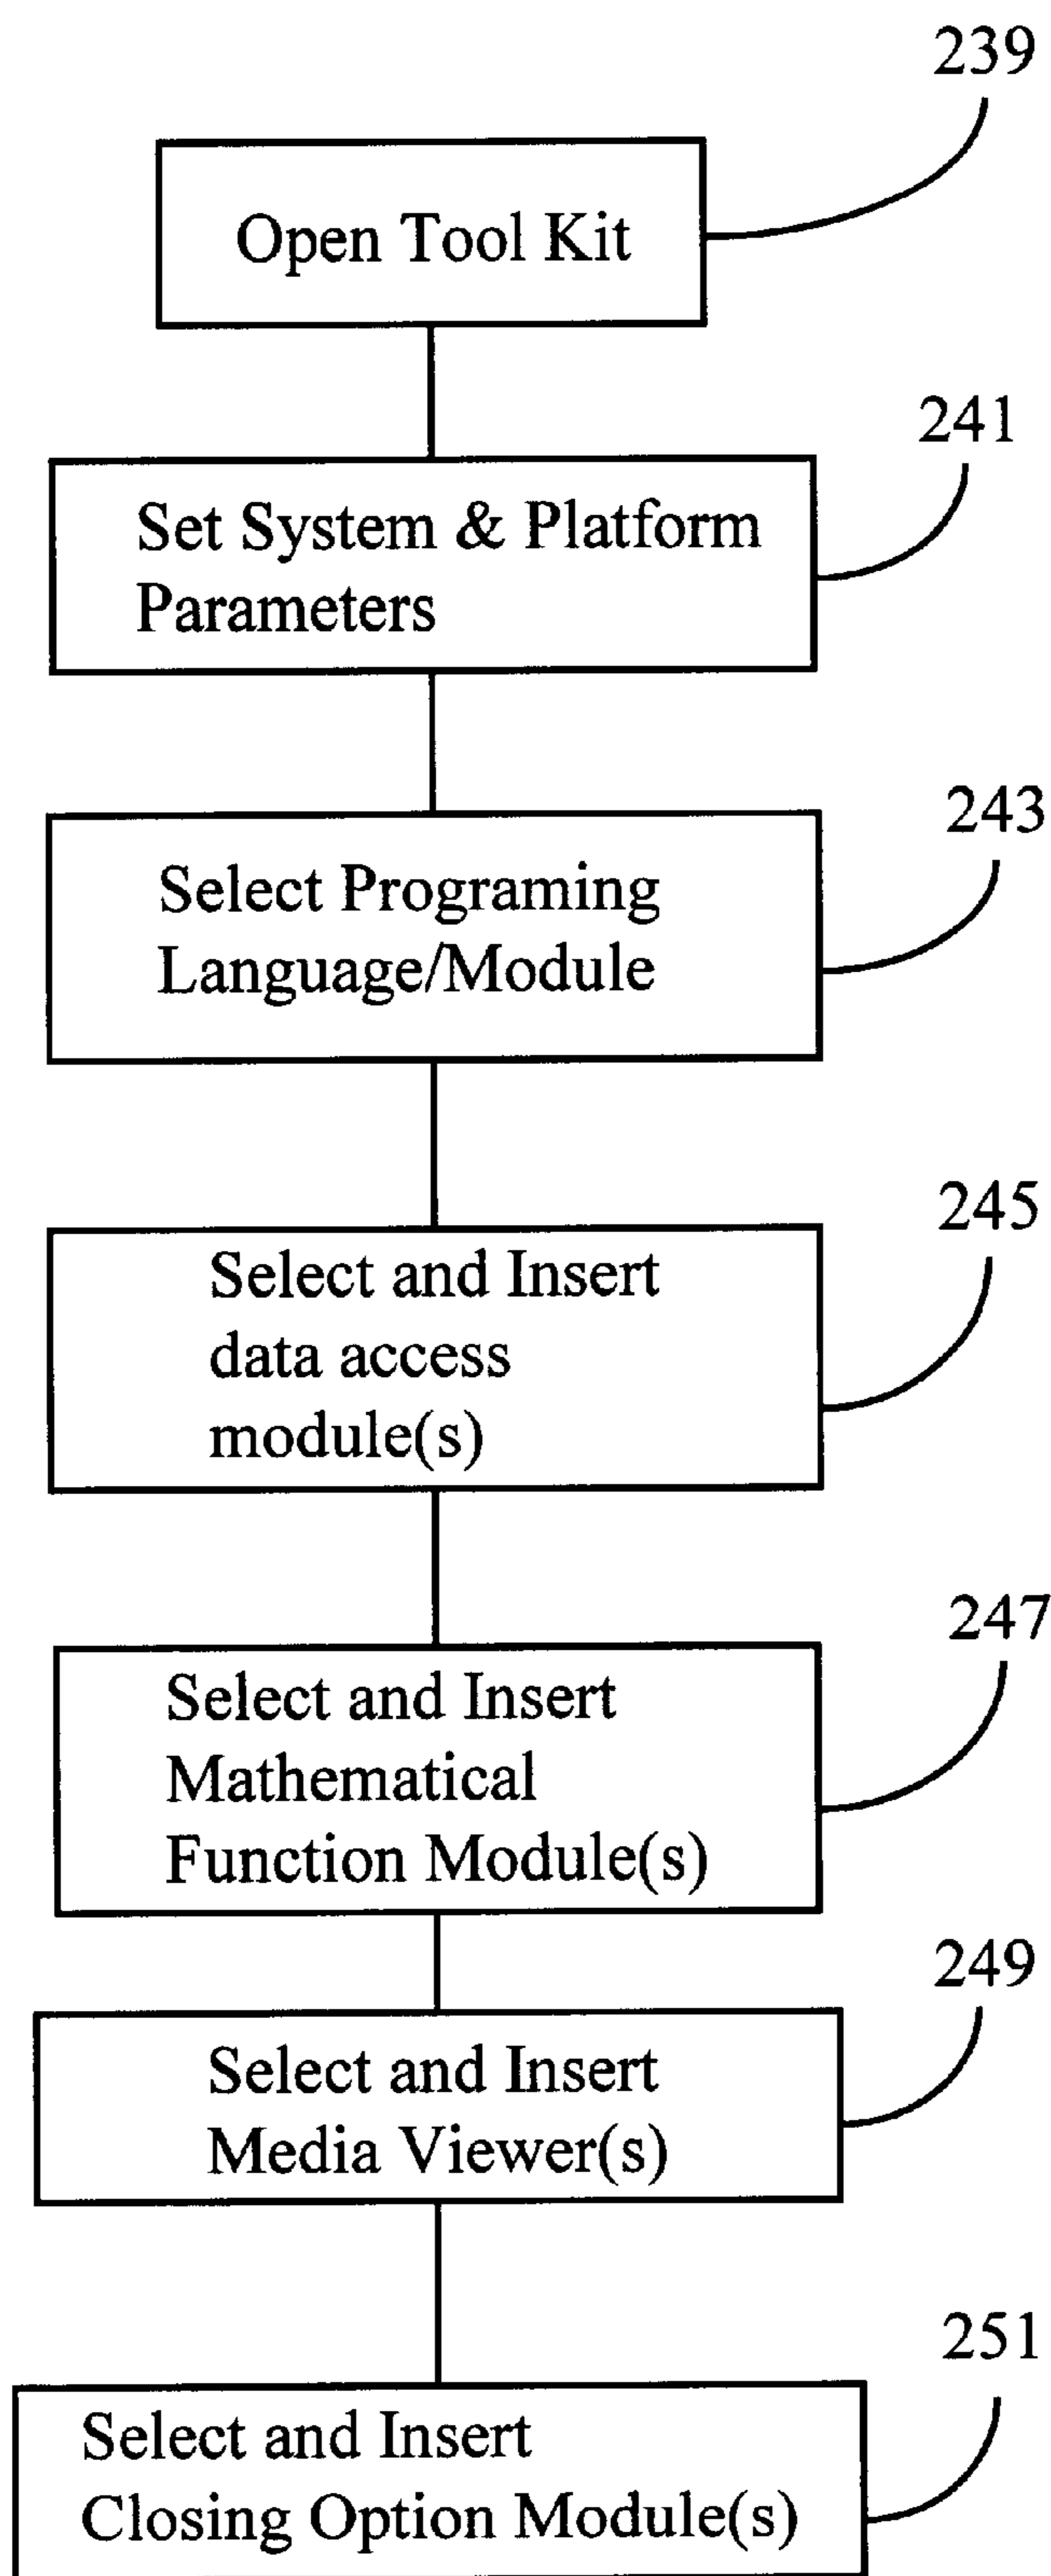 239
Open Tool Kit
241
Set System & Platform
Parameters
243
Select Programing
Language/Module
245
Select and Insert
data access
module(s)
247
Select and Insert
Mathematical
Function Module(s)
249
Select and Insert
Media Viewer(s)
251
Select and Insert
Closing Option Module(s)